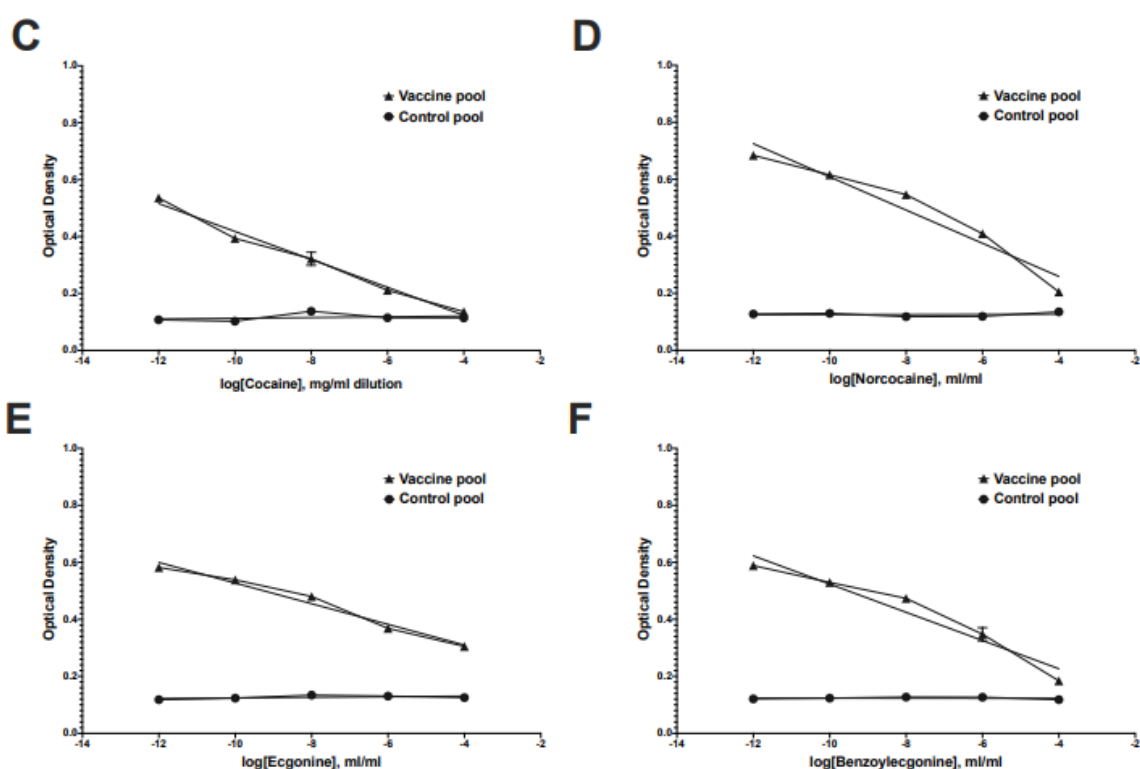 C
1.0
0.8
0.6
0.4
0.2
0.0
Optical Density
Vaccine pool
Control pool
-14 -12 -10 -8 -6 -4 -2
log[Cocaine], mg/ml dilution
D
1.0
0.8
0.6
0.4
0.2
0.0
Optical Density
Vaccine pool
Control pool
-14 -12 -10 -8 -6 -4 -2
log[Norcocaine], ml/ml
E
1.0
0.8
0.6
0.4
0.2
0.0
Optical Density
Vaccine pool
Control pool
-14 -12 -10 -8 -6 -4 -2
log[Ecgonine], ml/ml
F
1.0
0.8
0.6
0.4
0.2
0.0
Optical Density
Vaccine pool
Control pool
-14 -12 -10 -8 -6 -4 -2
log[Benzoylecgonine], ml/ml